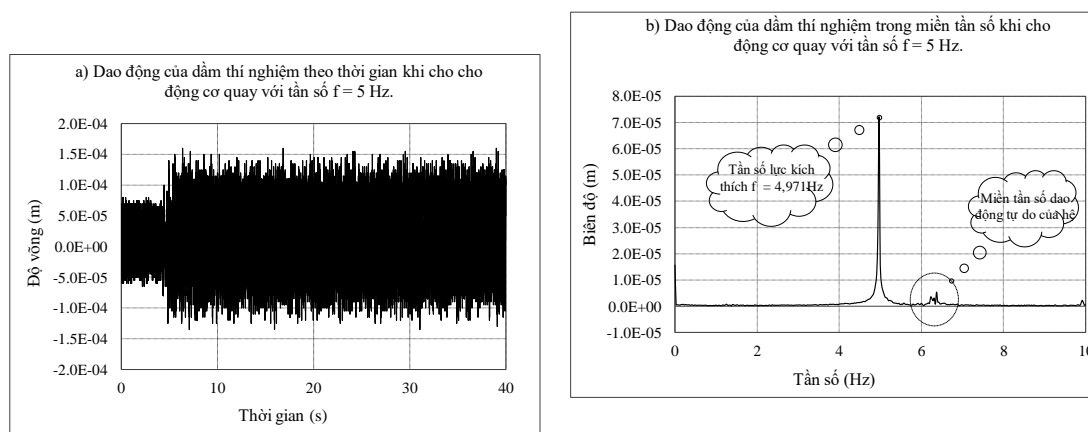 a) Dao động của dầm thí nghiệm theo thời gian khi cho cho
động cơ quay với tần số f = 5 Hz.
Độ võng (m)
2.0E-04
1.5E-04
1.0E-04
5.0E-05
0.0E+00
-5.0E-05
-1.0E-04
-1.5E-04
-2.0E-04
0 10 20 30 40
Thời gian (s)
b) Dao động của dầm thí nghiệm trong miền tần số khi cho
động cơ quay với tần số f = 5 Hz.
Biên độ (m)
8.0E-05
7.0E-05
6.0E-05
5.0E-05
4.0E-05
3.0E-05
2.0E-05
1.0E-05
0.0E+00
-1.0E-05
Tần số lực kích
thích f = 4,971Hz
Miền tần số dao
động tự do của hệ
0 2 4 6 8 10
Tần số (Hz)